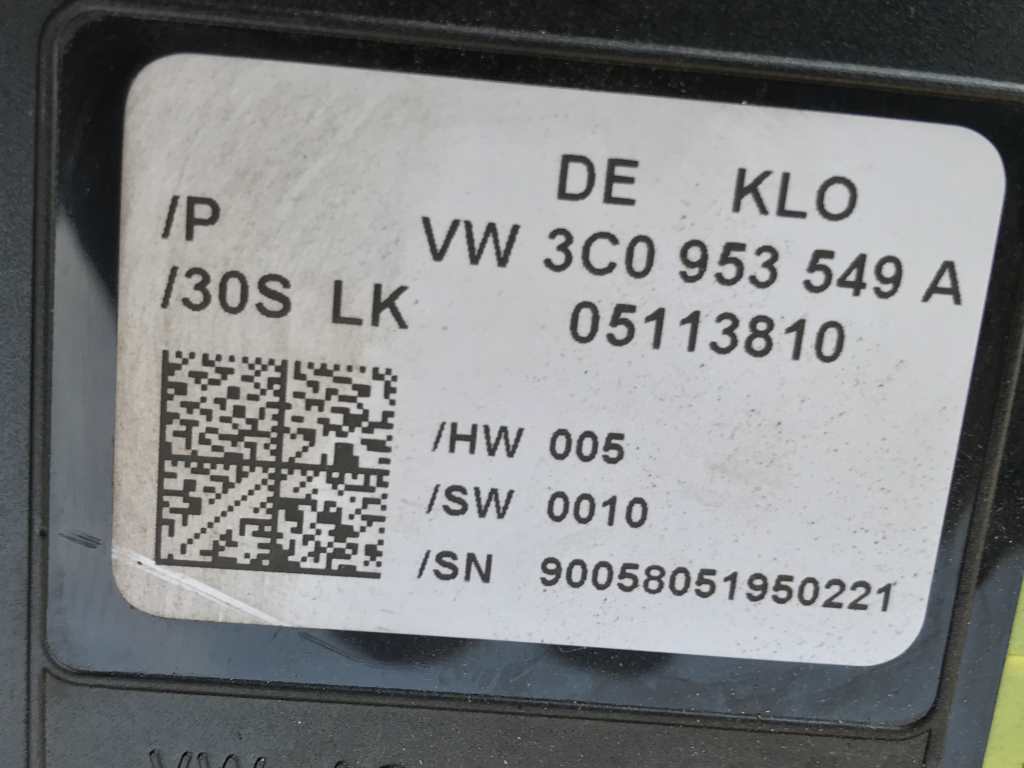 DE KLO
/P VW 3C0 953 549 A
/30S LK 05113810
/HW 005
/SW 0010
/SN 90058051950221